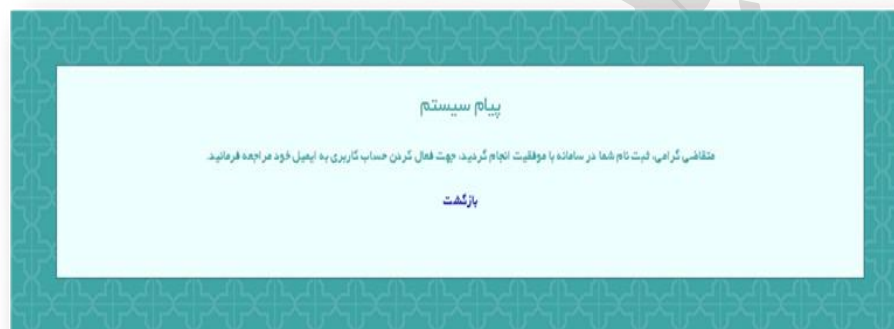 پیام سیستم
متقاضی گرامی، ثبت نام شما در سامانه با موفقیت انجام گردید، جهت فعال کردن حساب کاربری به ایمیل خود مراجعه فرمائید.
بازگشت